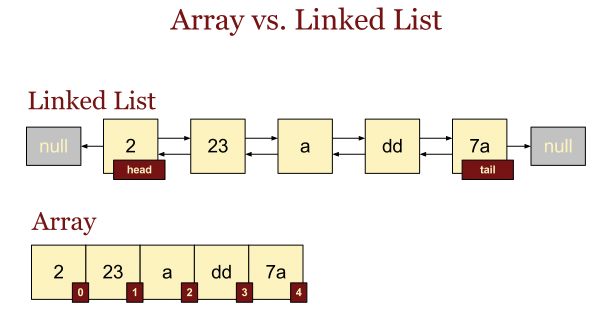 Array vs. Linked List
Linked List
null 2 23 a dd 7a null
head tail
Array
2 23 a dd 7a
0 1 2 3 4